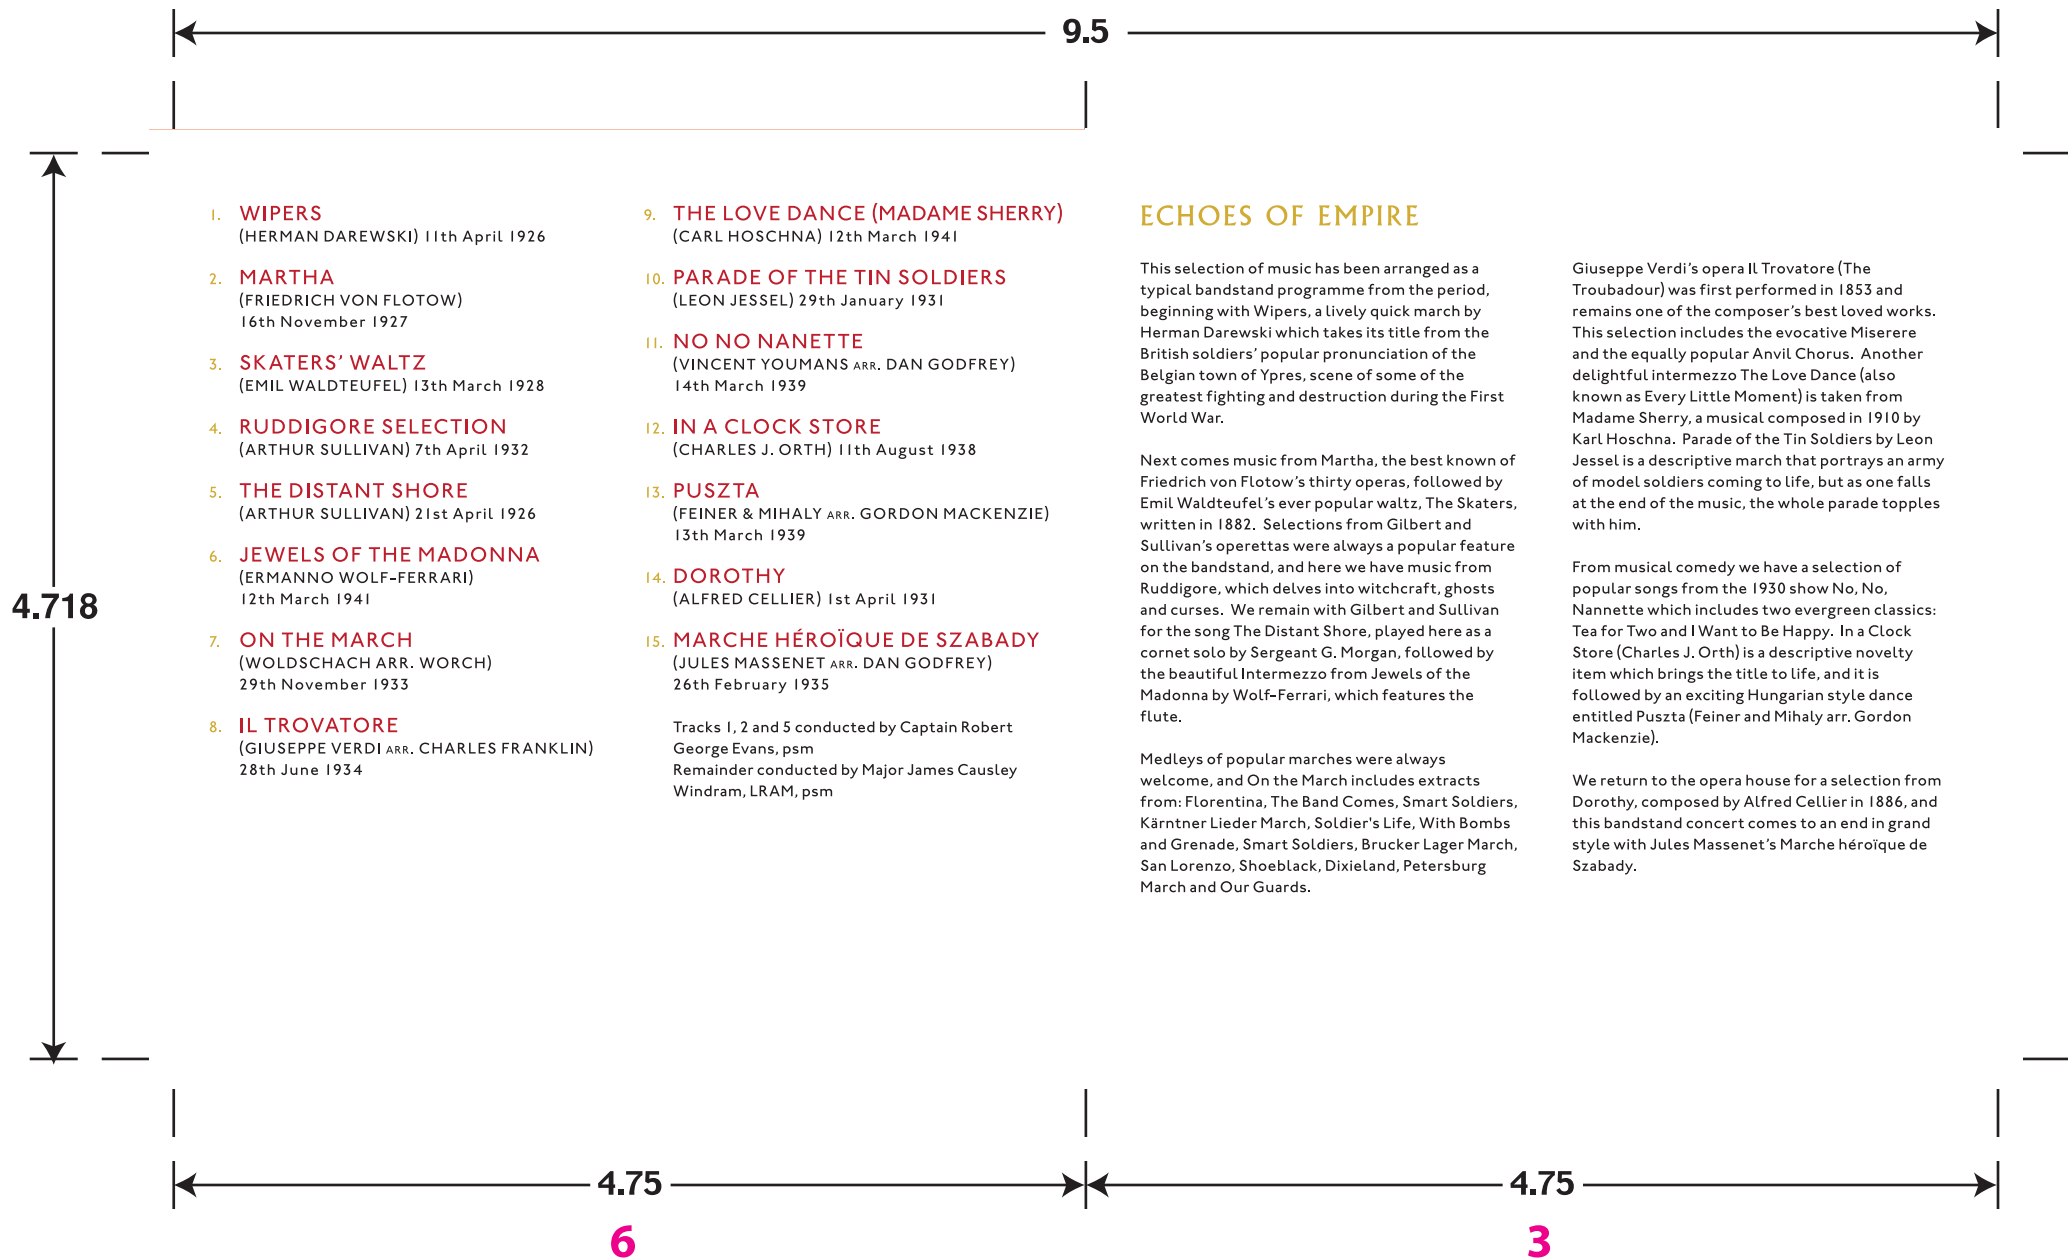 9.5
4.718
1. WIPERS
(HERMAN DAREWSKI) 11th April 1926
2. MARTHA
(FRIEDRICH VON FLOTOW)
16th November 1927
3. SKATERS’ WALTZ
(EMIL WALDTEUFEL) 13th March 1928
4. RUDDIGORE SELECTION
(ARTHUR SULLIVAN) 7th April 1932
5. THE DISTANT SHORE
(ARTHUR SULLIVAN) 21st April 1926
6. JEWELS OF THE MADONNA
(ERMANNO WOLF-FERRARI)
12th March 1941
7. ON THE MARCH
(WOLDSCHACH ARR. WORCH)
29th November 1933
8. IL TROVATORE
(GIUSEPPE VERDI ARR. CHARLES FRANKLIN)
28th June 1934
9. THE LOVE DANCE (MADAME SHERRY)
(CARL HOSCHNA) 12th March 1941
10. PARADE OF THE TIN SOLDIERS
(LEON JESSEL) 29th January 1931
11. NO NO NANETTE
(VINCENT YOUMANS ARR. DAN GODFREY)
14th March 1939
12. IN A CLOCK STORE
(CHARLES J. ORTH) 11th August 1938
13. PUSZTA
(FEINER & MIHALY ARR. GORDON MACKENZIE)
13th March 1939
14. DOROTHY
(ALFRED CELLIER) 1st April 1931
15. MARCHE HÉROÏQUE DE SZABADY
(JULES MASSENET ARR. DAN GODFREY)
26th February 1935
Tracks 1, 2 and 5 conducted by Captain Robert
George Evans, psm
Remainder conducted by Major James Causley
Windram, LRAM, psm
ECHOES OF EMPIRE
This selection of music has been arranged as a
typical bandstand programme from the period,
beginning with Wipers, a lively quick march by
Herman Darewski which takes its title from the
British soldiers’ popular pronunciation of the
Belgian town of Ypres, scene of some of the
greatest fighting and destruction during the First
World War.
Next comes music from Martha, the best known of
Friedrich von Flotow’s thirty operas, followed by
Emil Waldteufel’s ever popular waltz, The Skaters,
written in 1882. Selections from Gilbert and
Sullivan’s operettas were always a popular feature
on the bandstand, and here we have music from
Ruddigore, which delves into witchcraft, ghosts
and curses. We remain with Gilbert and Sullivan
for the song The Distant Shore, played here as a
cornet solo by Sergeant G. Morgan, followed by
the beautiful Intermezzo from Jewels of the
Madonna by Wolf-Ferrari, which features the
flute.
Medleys of popular marches were always
welcome, and On the March includes extracts
from: Florentina, The Band Comes, Smart Soldiers,
Kärntner Lieder March, Soldier's Life, With Bombs
and Grenade, Smart Soldiers, Brucker Lager March,
San Lorenzo, Shoeblack, Dixieland, Petersburg
March and Our Guards.
Giuseppe Verdi’s opera Il Trovatore (The
Troubadour) was first performed in 1853 and
remains one of the composer’s best loved works.
This selection includes the evocative Miserere
and the equally popular Anvil Chorus. Another
delightful intermezzo The Love Dance (also
known as Every Little Moment) is taken from
Madame Sherry, a musical composed in 1910 by
Karl Hoschna. Parade of the Tin Soldiers by Leon
Jessel is a descriptive march that portrays an army
of model soldiers coming to life, but as one falls
at the end of the music, the whole parade topples
with him.
From musical comedy we have a selection of
popular songs from the 1930 show No, No,
Nannette which includes two evergreen classics:
Tea for Two and I Want to Be Happy. In a Clock
Store (Charles J. Orth) is a descriptive novelty
item which brings the title to life, and it is
followed by an exciting Hungarian style dance
entitled Puszta (Feiner and Mihaly arr. Gordon
Mackenzie).
We return to the opera house for a selection from
Dorothy, composed by Alfred Cellier in 1886, and
this bandstand concert comes to an end in grand
style with Jules Massenet’s Marche héroïque de
Szabady.
4.75
4.75
6
3